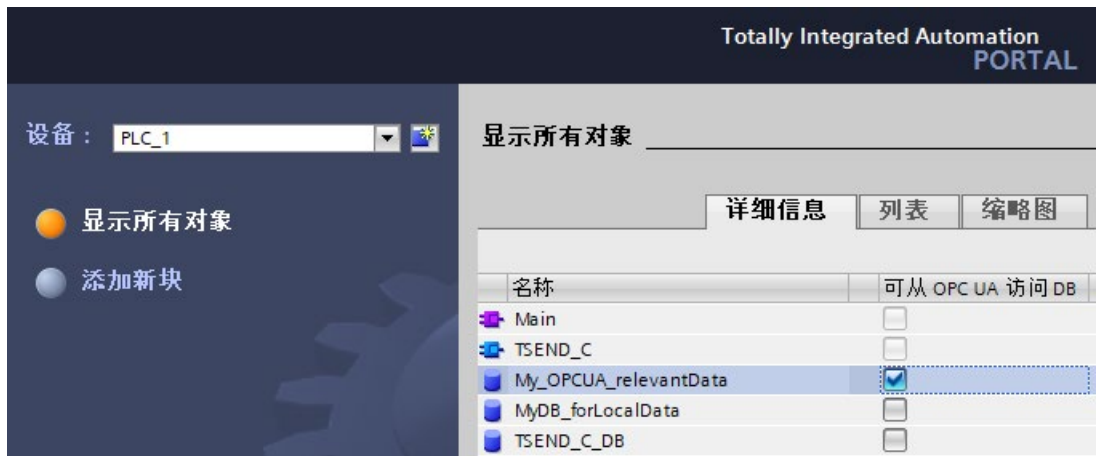 Totally Integrated Automation
PORTAL
设备： PLC_1
显示所有对象
添加新块
显示所有对象
详细信息 列表 缩略图
名称 可从 OPC UA 访问 DB
Main
TSEND_C
My_OPCUA_relevantData
MyDB_forLocalData
TSEND_C_DB